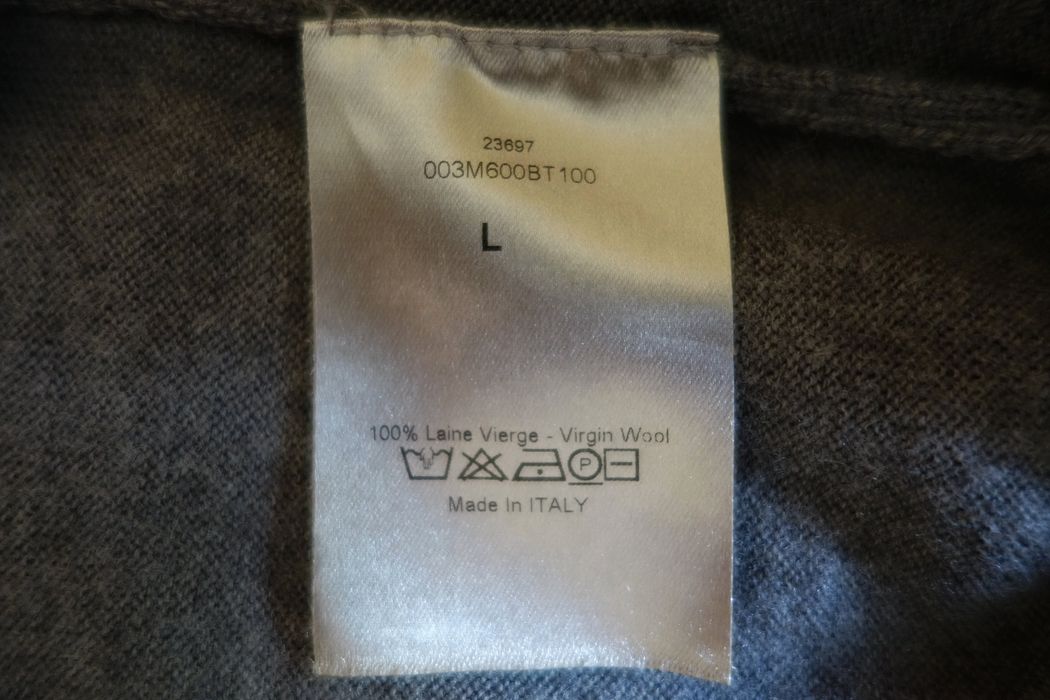 23697
003M600BT100
L
100% Laine Vierge - Virgin Wool
P
Made In ITALY